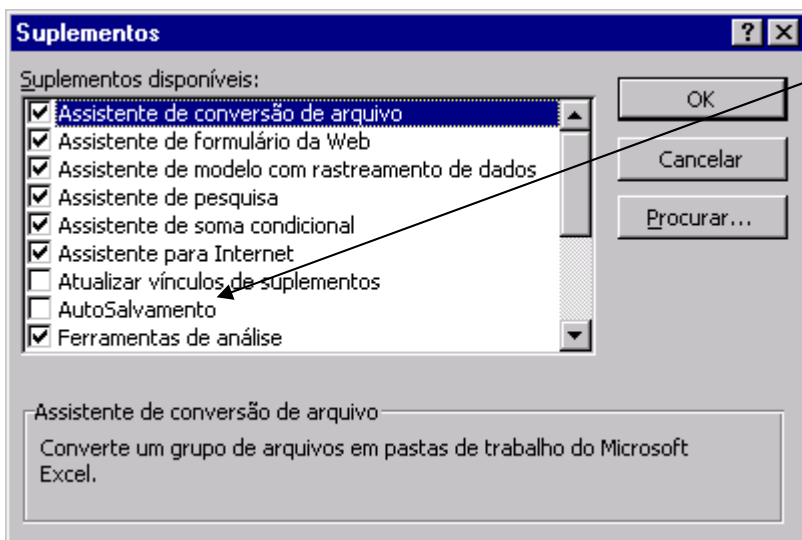 Suplementos
Suplementos disponíveis:
Assistente de conversão de arquivo
Assistente de formulário da Web
Assistente de modelo com rastreamento de dados
Assistente de pesquisa
Assistente de soma condicional
Assistente para Internet
Atualizar vínculos de suplementos
AutoSalvamento
Ferramentas de análise
OK
Cancelar
Procurar...
Assistente de conversão de arquivo
Converte um grupo de arquivos em pastas de trabalho do Microsoft
Excel.